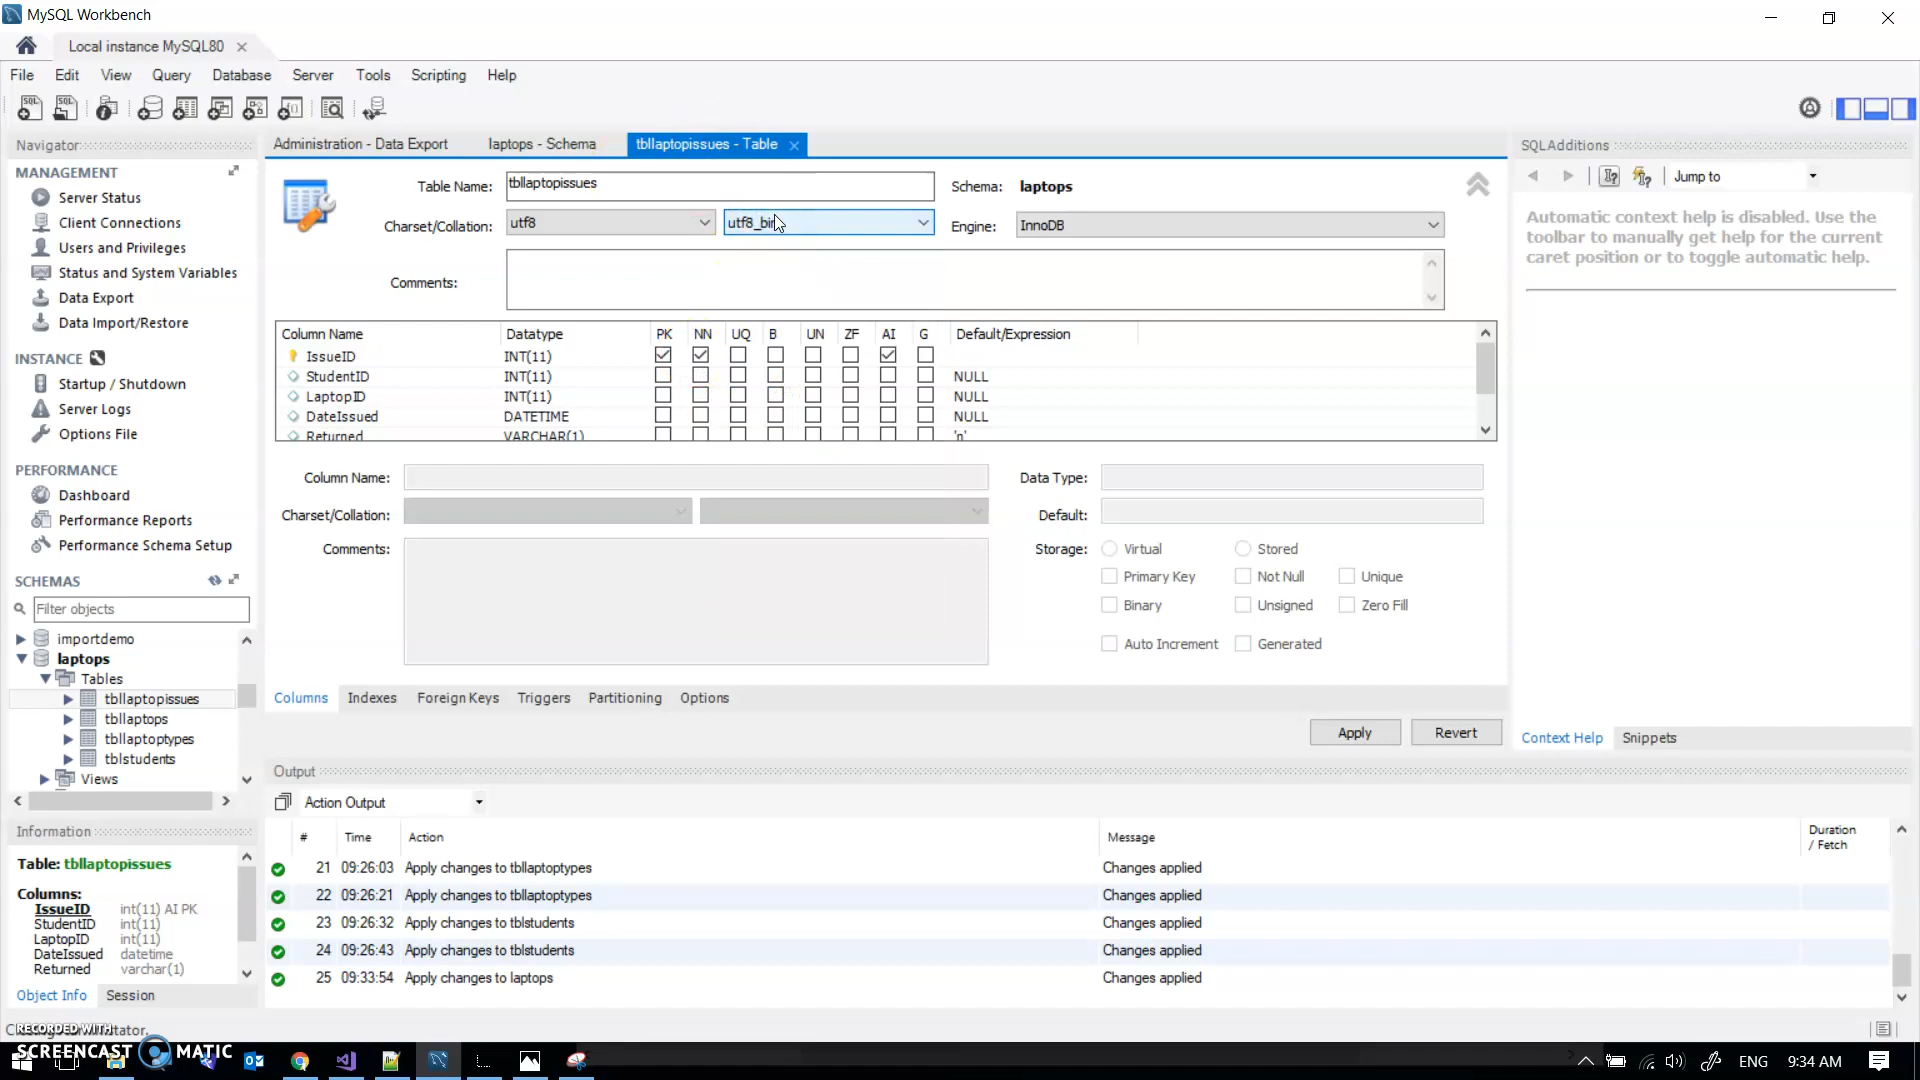 MySQL Workbench
Local instance MySQL80
File Edit View Query Database Server Tools Scripting Help
Navigator
MANAGEMENT
Server Status
Client Connections
Users and Privileges
Status and System Variables
Data Export
Data Import/Restore
INSTANCE
Startup / Shutdown
Server Logs
Options File
PERFORMANCE
Dashboard
Performance Reports
Performance Schema Setup
SCHEMAS
Filter objects
importdemo
laptops
Tables
tbllaptopissues
tbllaptops
tbllaptoptypes
tblstudents
Views
Information
Table: tbllaptopissues
Columns:
IssueID int(11) AI PK
StudentID int(11)
LaptopID int(11)
DateIssued datetime
Returned varchar(1)
Object Info Session
Administration - Data Export laptops - Schema tbllaptopissues - Table
Table Name: tbllaptopissues Schema: laptops
Charset/Collation: utf8 utf8_bin Engine: InnoDB
Comments:
Column Name Datatype PK NN UQ B UN ZF AI G Default/Expression
IssueID INT(11)
StudentID INT(11) NULL
LaptopID INT(11) NULL
DateIssued DATETIME NULL
Returned VARCHAR(1) 'n'
Column Name: Data Type:
Charset/Collation: Default:
Comments: Storage: Virtual Stored
Primary Key Not Null Unique
Binary Unsigned Zero Fill
Auto Increment Generated
Columns Indexes Foreign Keys Triggers Partitioning Options
Apply Revert
SQLAdditions
Jump to
Automatic context help is disabled. Use the
toolbar to manually get help for the current
caret position or to toggle automatic help.
Context Help Snippets
Output
Action Output
# Time Action Message Duration / Fetch
21 09:26:03 Apply changes to tbllaptoptypes Changes applied
22 09:26:21 Apply changes to tbllaptoptypes Changes applied
23 09:26:32 Apply changes to tblstudents Changes applied
24 09:26:43 Apply changes to tblstudents Changes applied
25 09:33:54 Apply changes to laptops Changes applied
RECORDED WITH
SCREENCAST MATIC
ENG 9:34 AM